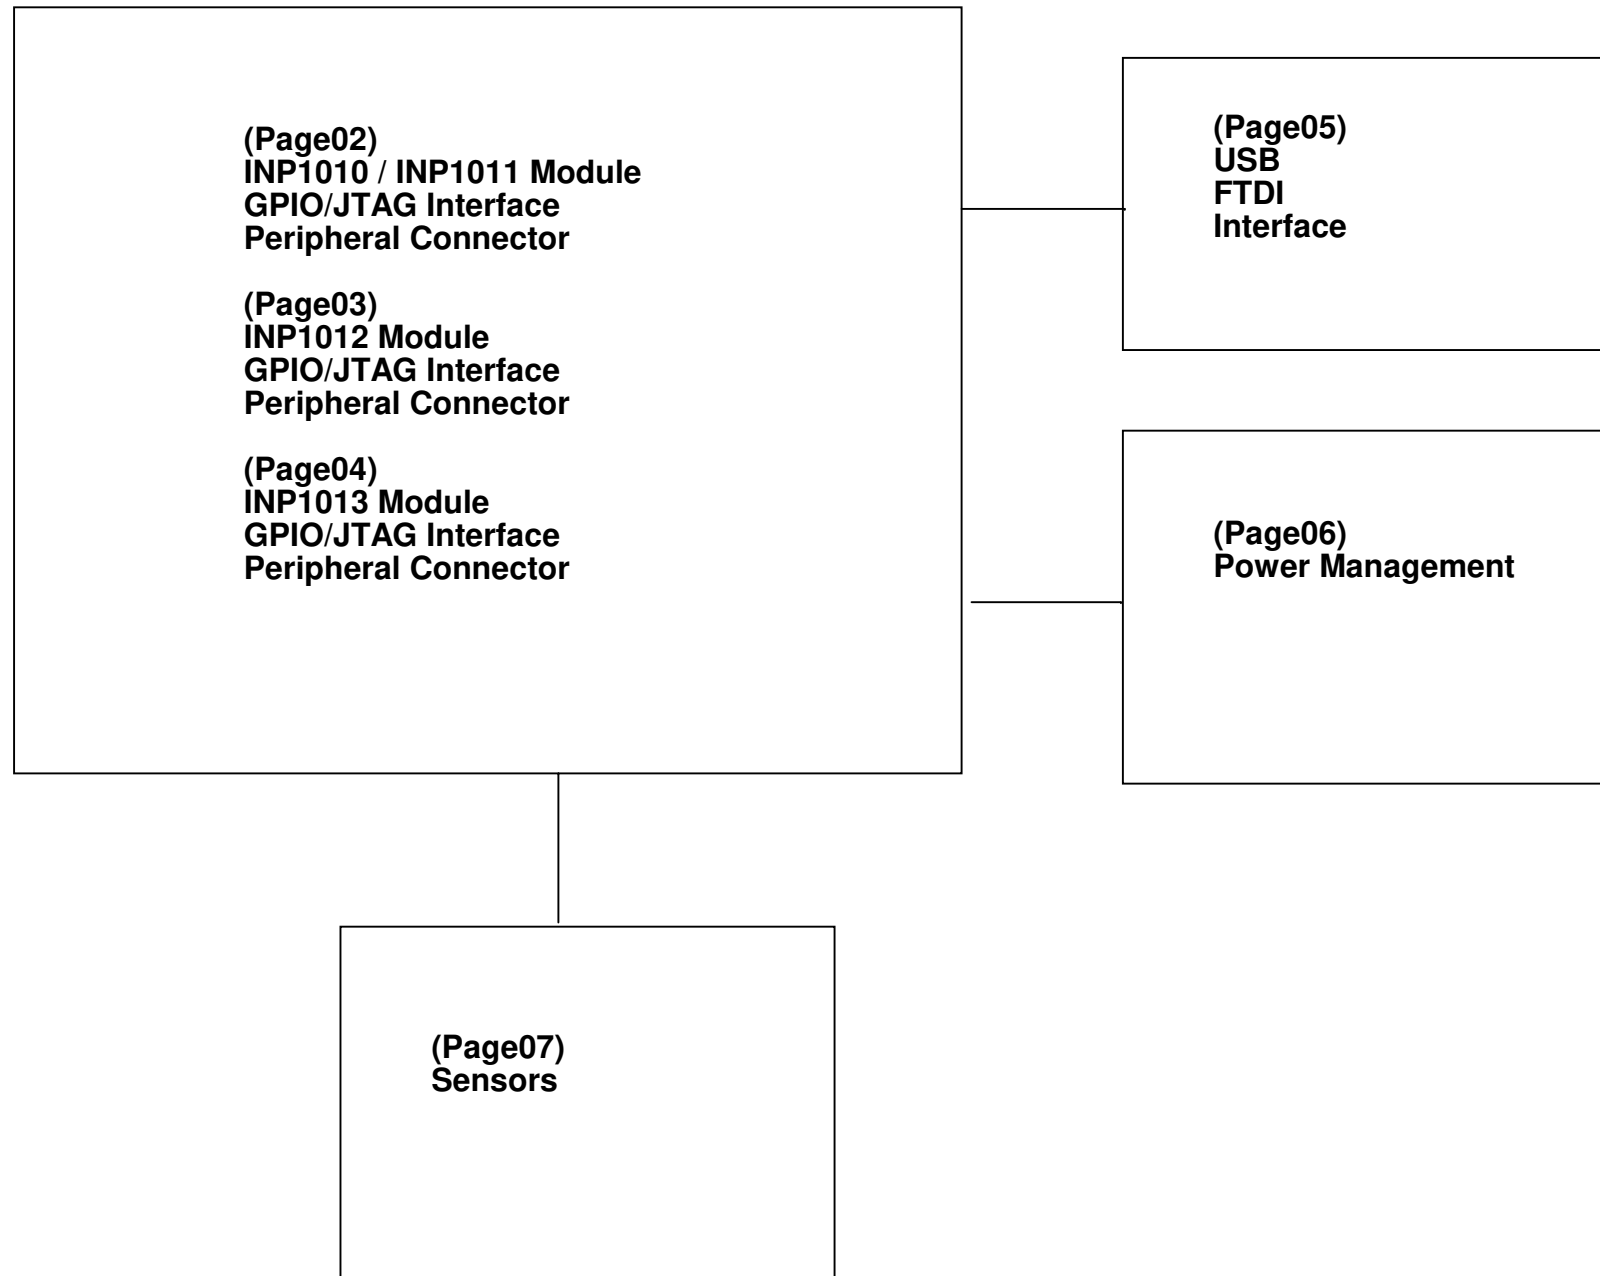 (Page02)
INP1010 / INP1011 Module
GPIO/JTAG Interface
Peripheral Connector
(Page03)
INP1012 Module
GPIO/JTAG Interface
Peripheral Connector
(Page04)
INP1013 Module
GPIO/JTAG Interface
Peripheral Connector
(Page05)
USB
FTDI
Interface
(Page06)
Power Management
(Page07)
Sensors